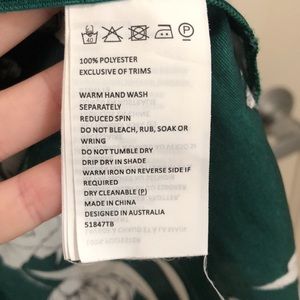 40
P
100% POLYESTER
EXCLUSIVE OF TRIMS
WARM HAND WASH
SEPARATELY
REDUCED SPIN
DO NOT BLEACH, RUB, SOAK OR
WRING
DO NOT TUMBLE DRY
DRIP DRY IN SHADE
WARM IRON ON REVERSE SIDE IF
REQUIRED
DRY CLEANABLE (P)
MADE IN CHINA
DESIGNED IN AUSTRALIA
51847TB